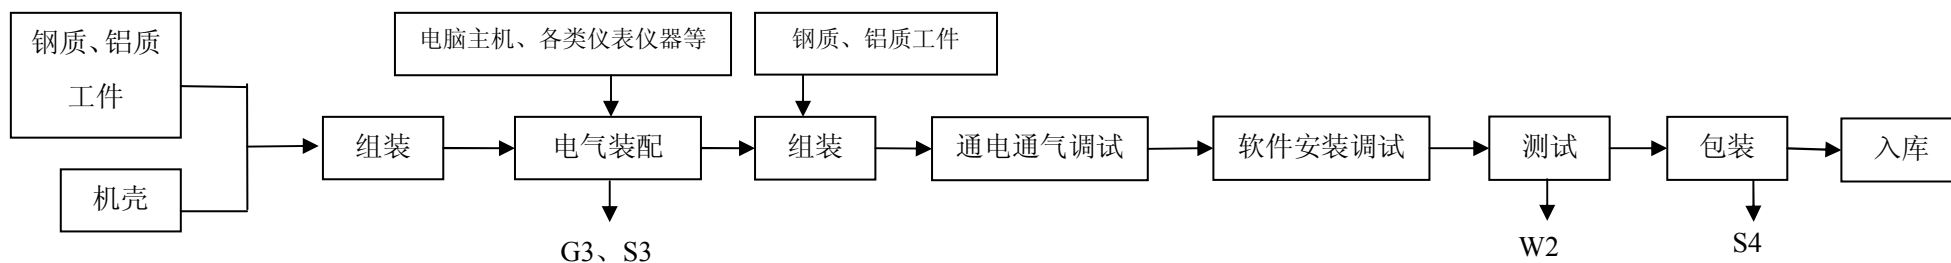 钢质、铝质
工件
机壳
组装
电脑主机、各类仪表仪器等
电气装配
G3、S3
钢质、铝质工件
组装
通电通气调试
软件安装调试
测试
W2
包装
S4
入库